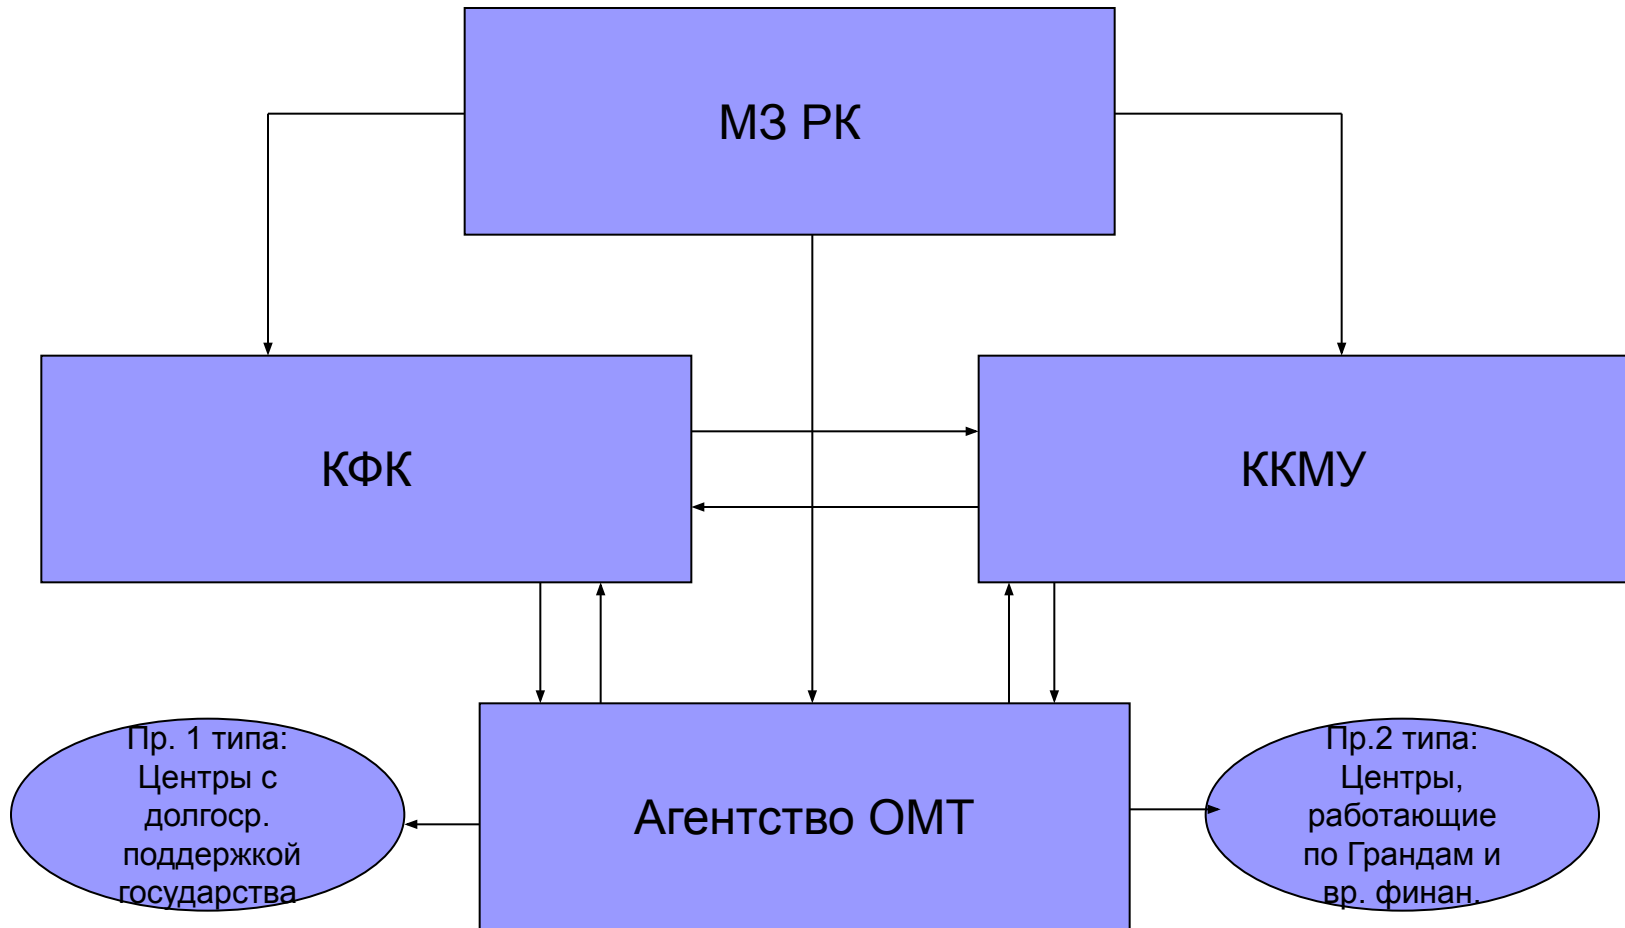 МЗ РК
КФК
ККМУ
Пр. 1 типа:
Центры с
долгоср.
поддержкой
государства
Агентство ОМТ
Пр.2 типа:
Центры,
работающие
по Грандам и
вр. финан.